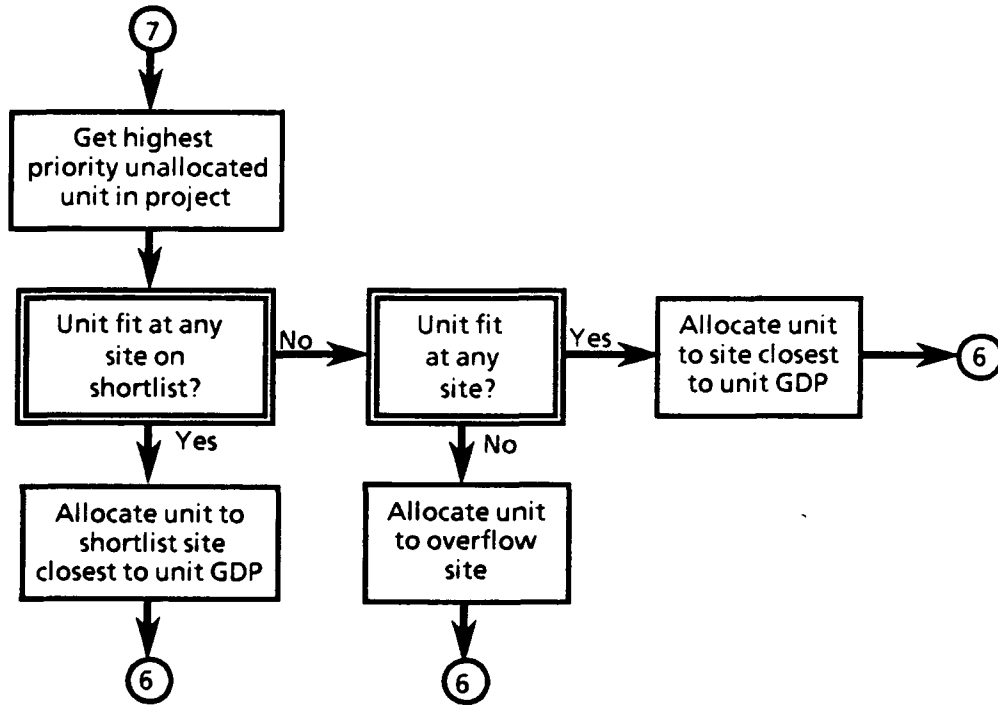 7
Get highest
priority unallocated
unit in project
Unit fit at any
site on
shortlist?
No
Unit fit
at any
site?
Yes
Allocate unit
to site closest
to unit GDP
6
Yes
No
Allocate unit to
shortlist site
closest to unit GDP
Allocate unit
to overflow
site
6
6